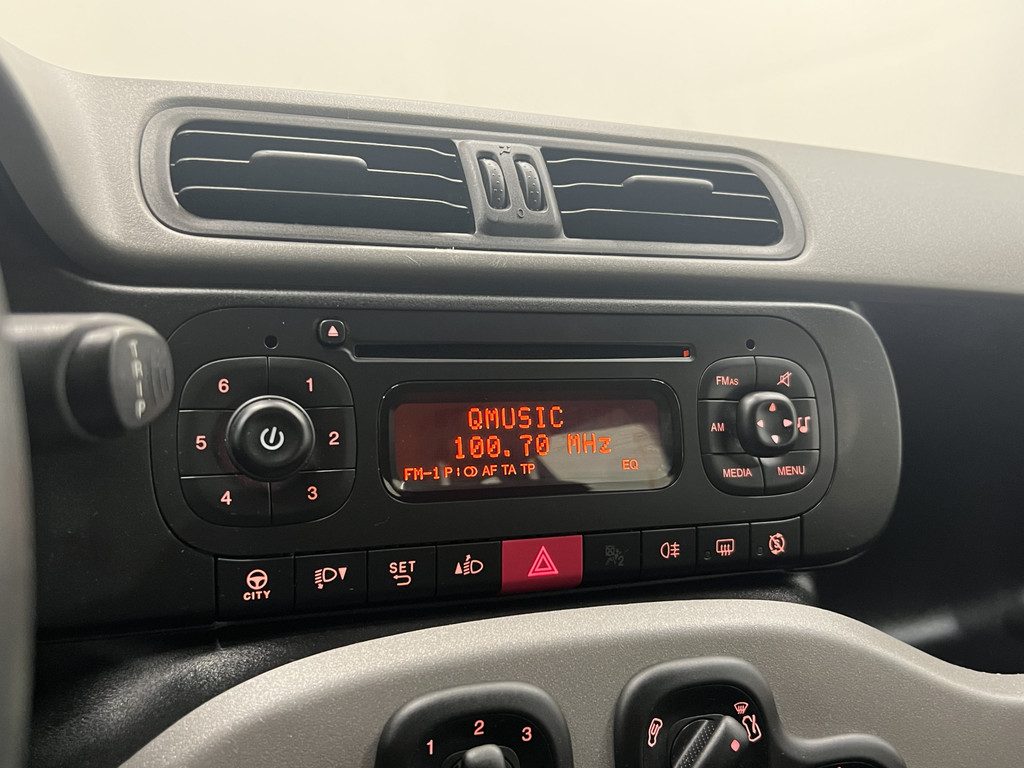 TRIP
6
1
5
2
4
3
QMUSIC
100.70 MHz
FM-1 P:
AF TA TP
EQ
FMAS
AM
MEDIA
MENU
CITY
SET
1
2
3